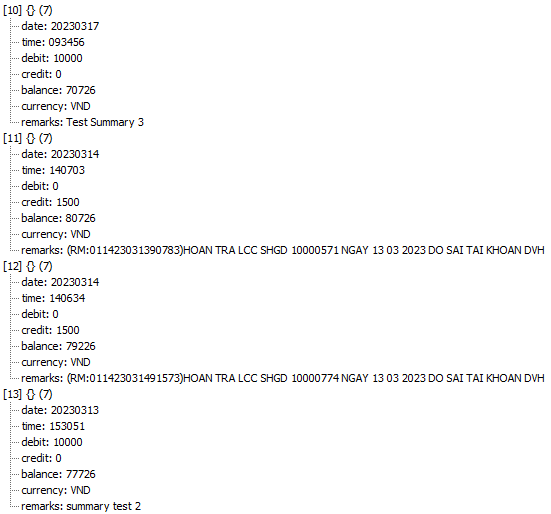 [10] {} (7)
date: 20230317
time: 093456
debit: 10000
credit: 0
balance: 70726
currency: VND
remarks: Test Summary 3
[11] {} (7)
date: 20230314
time: 140703
debit: 0
credit: 1500
balance: 80726
currency: VND
remarks: (RM:011423031390783)HOAN TRA LCC SHGD 10000571 NGAY 13 03 2023 DO SAI TAI KHOAN DVH
[12] {} (7)
date: 20230314
time: 140634
debit: 0
credit: 1500
balance: 79226
currency: VND
remarks: (RM:011423031491573)HOAN TRA LCC SHGD 10000774 NGAY 13 03 2023 DO SAI TAI KHOAN DVH
[13] {} (7)
date: 20230313
time: 153051
debit: 10000
credit: 0
balance: 77726
currency: VND
remarks: summary test 2